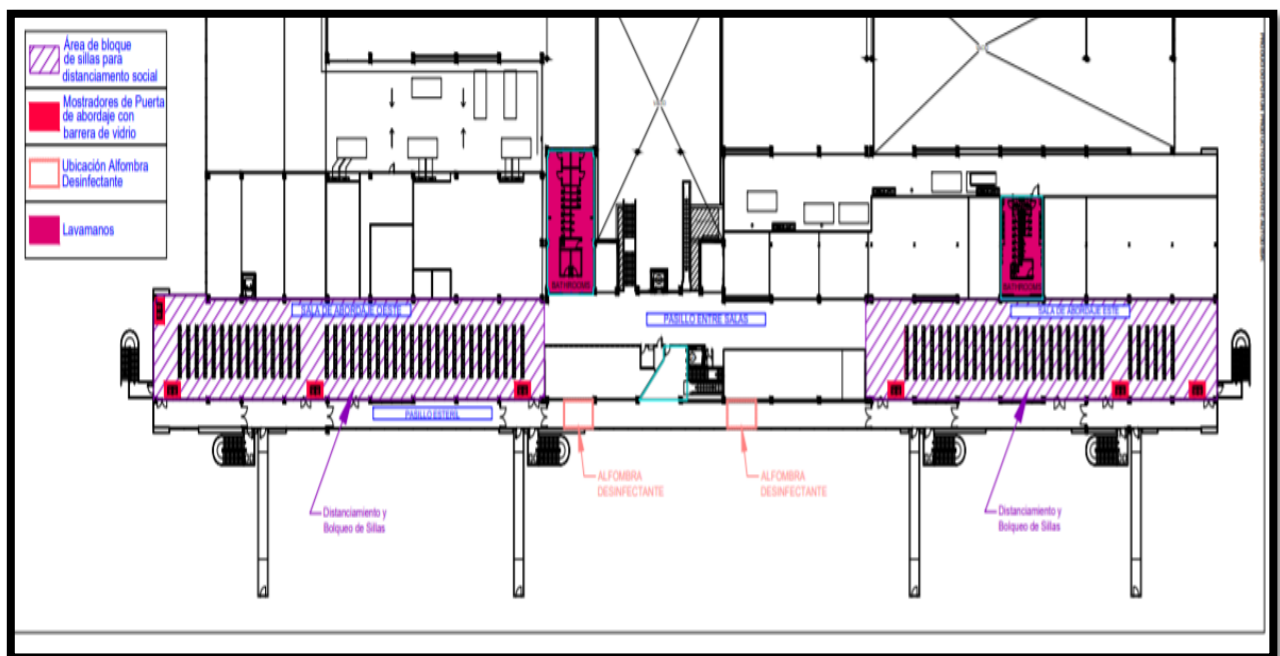 Área de bloque
de sillas para
distanciamento social
Mostradores de Puerta
de abordaje con
barrera de vidrio
Ubicación Alfombra
Desinfectante
Lavamanos
BATHROOMS
BATHROOMS
SALA DE ABORDAJE OESTE
PASILLO ENTRE SALAS
SALA DE ABORDAJE ESTE
PASILLO ESTERIL
ALFOMBRA
DESINFECTANTE
ALFOMBRA
DESINFECTANTE
Distanciamiento y
Bolqueo de Sillas
Distanciamiento y
Bolqueo de Sillas